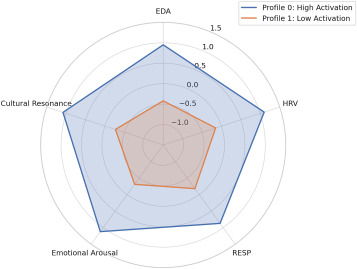 EDA
Profile 0: High Activation
Profile 1: Low Activation
1.5
1.0
0.5
0.0
−0.5
−1.0
Cultural Resonance
HRV
Emotional Arousal
RESP